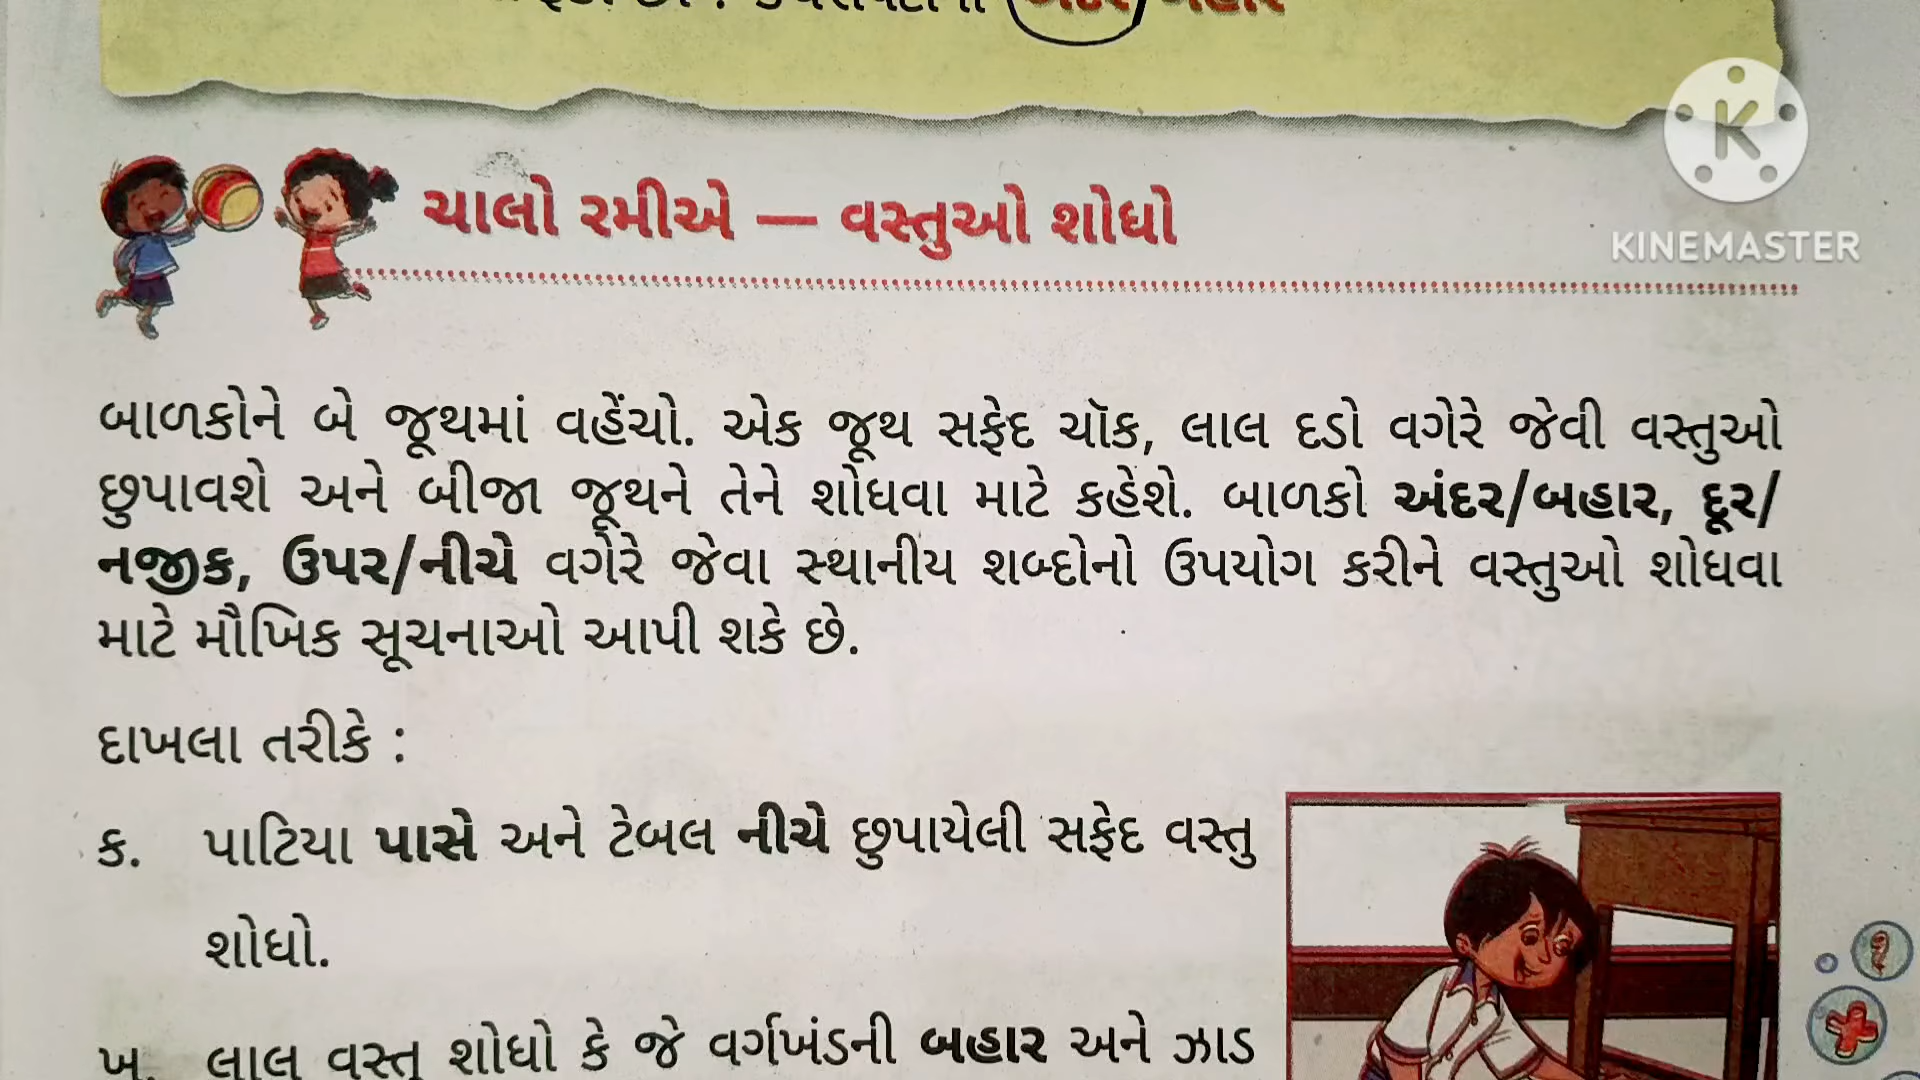 અંદર બહાર
K
KINEMASTER
ચાલો રમીએ — વસ્તુઓ શોધો
બાળકોને બે જૂથમાં વહેંચો. એક જૂથ સફેદ ચૉક, લાલ દડો વગેરે જેવી વસ્તુઓ
છુપાવશે અને બીજા જૂથને તેને શોધવા માટે કહેશે. બાળકો અંદર/બહાર, દૂર/
નજીક, ઉપર/નીચે વગેરે જેવા સ્થાનીય શબ્દોનો ઉપયોગ કરીને વસ્તુઓ શોધવા
માટે મૌખિક સૂચનાઓ આપી શકે છે.
દાખલા તરીકે :
ક. પાટિયા પાસે અને ટેબલ નીચે છુપાયેલી સફેદ વસ્તુ
શોધો.
ખ. લાલ વસ્તુ શોધો કે જે વર્ગખંડની બહાર અને ઝાડ